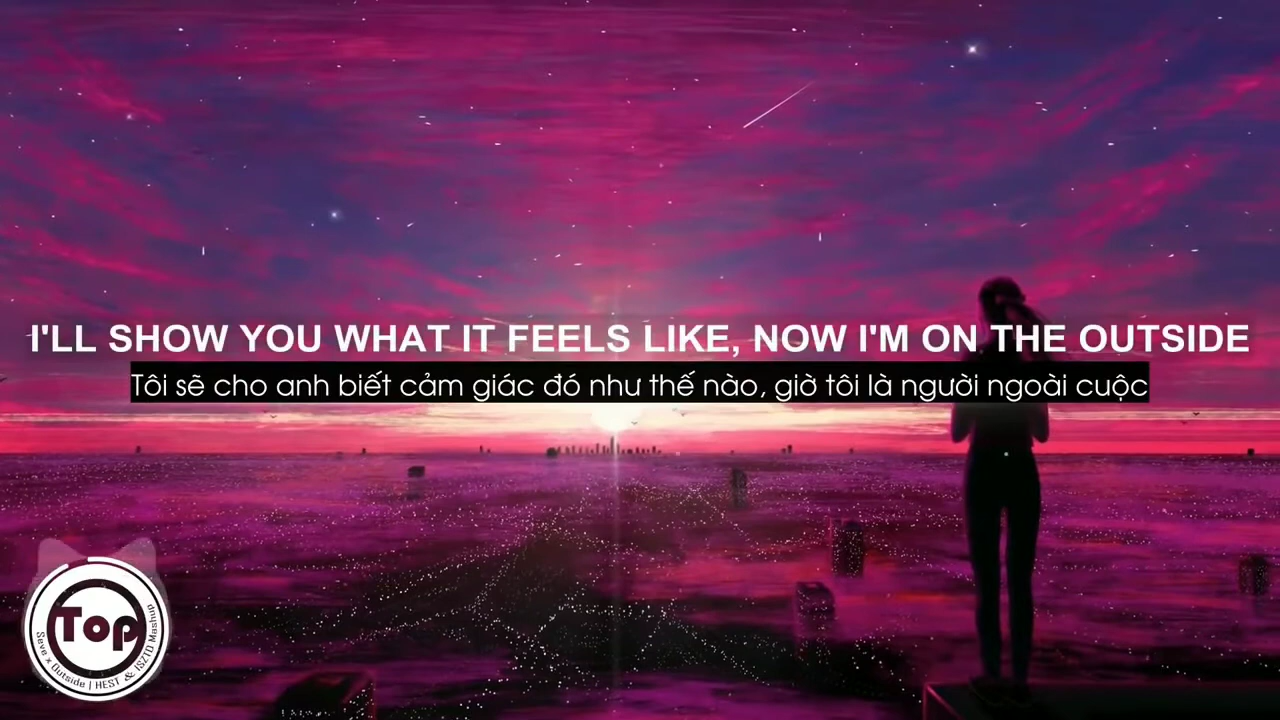 I'LL SHOW YOU WHAT IT FEELS LIKE, NOW I'M ON THE OUTSIDE
Tôi sẽ cho anh biết cảm giác đó như thế nào, giờ tôi là người ngoài cuộc
Top
Seve x Outside | HEST & ISZTD Mashup